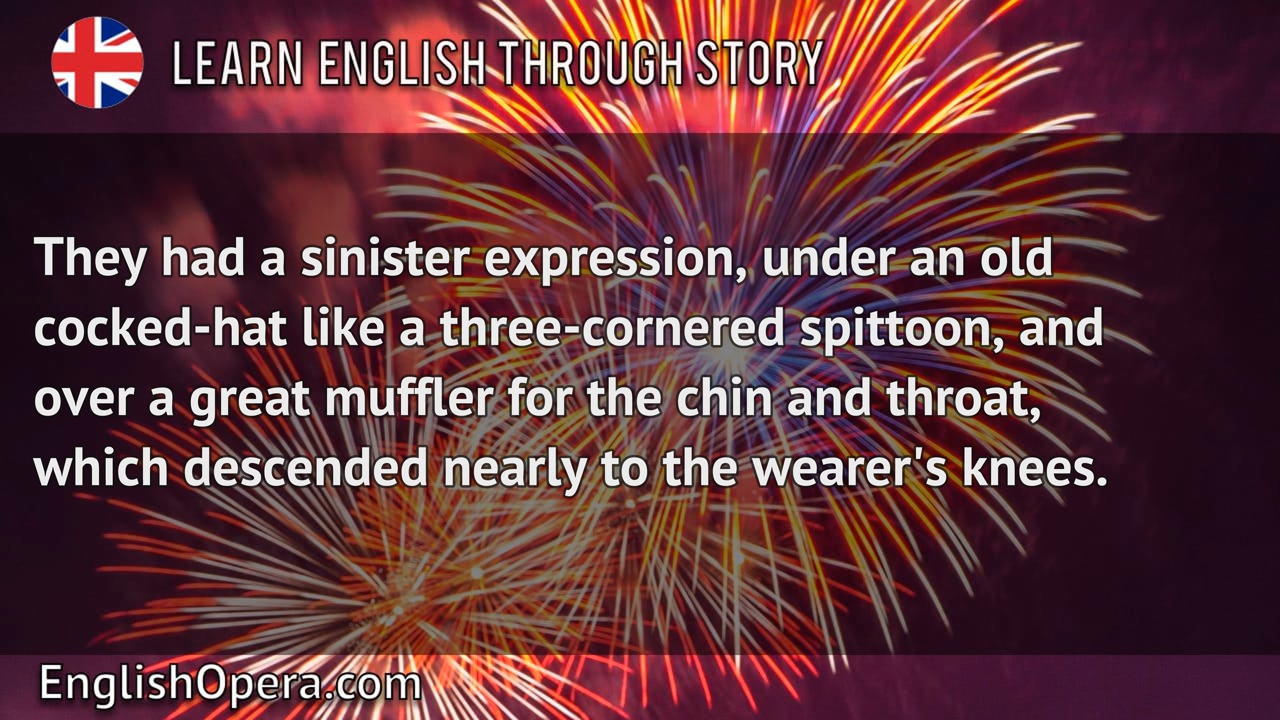 LEARN ENGLISH THROUGH STORY
They had a sinister expression, under an old
cocked-hat like a three-cornered spittoon, and
over a great muffler for the chin and throat,
which descended nearly to the wearer's knees.
EnglishOpera.com